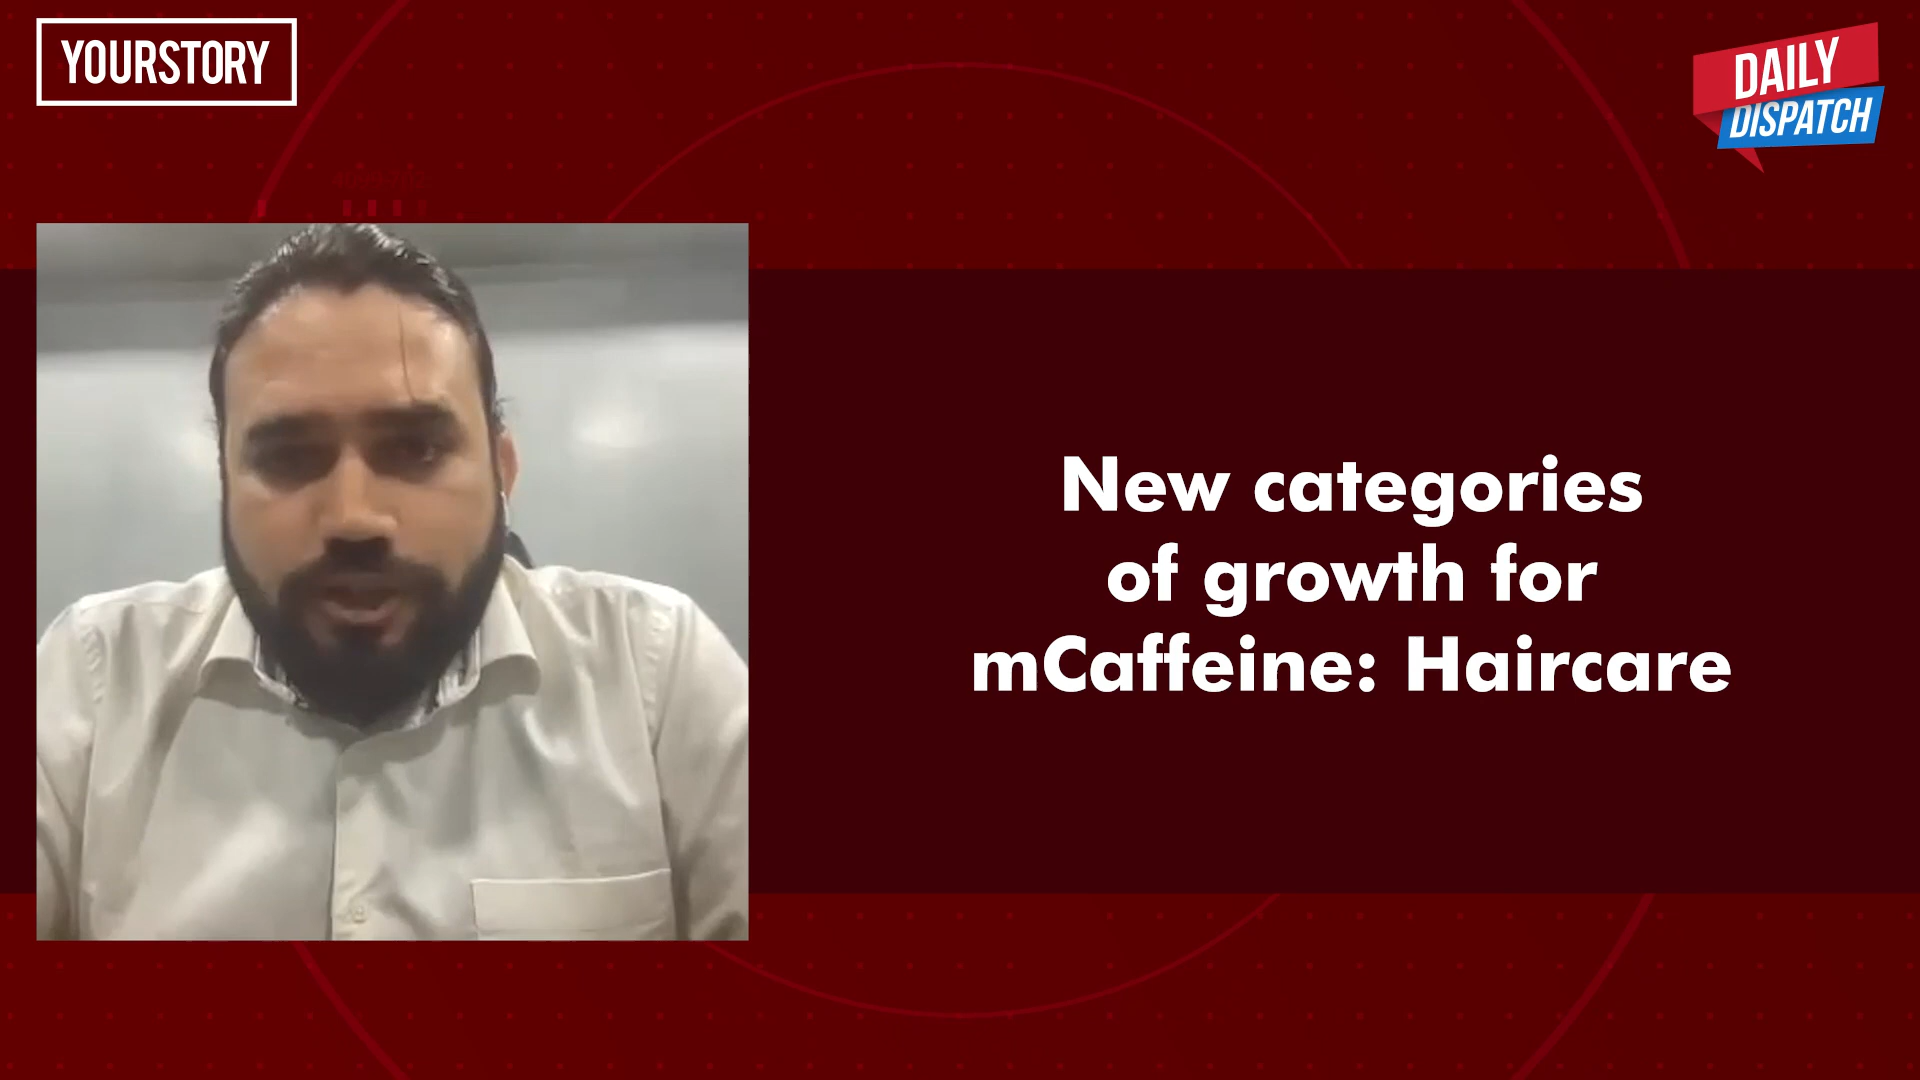 YOURSTORY
DAILY
DISPATCH
New categories
of growth for
mCaffeine: Haircare